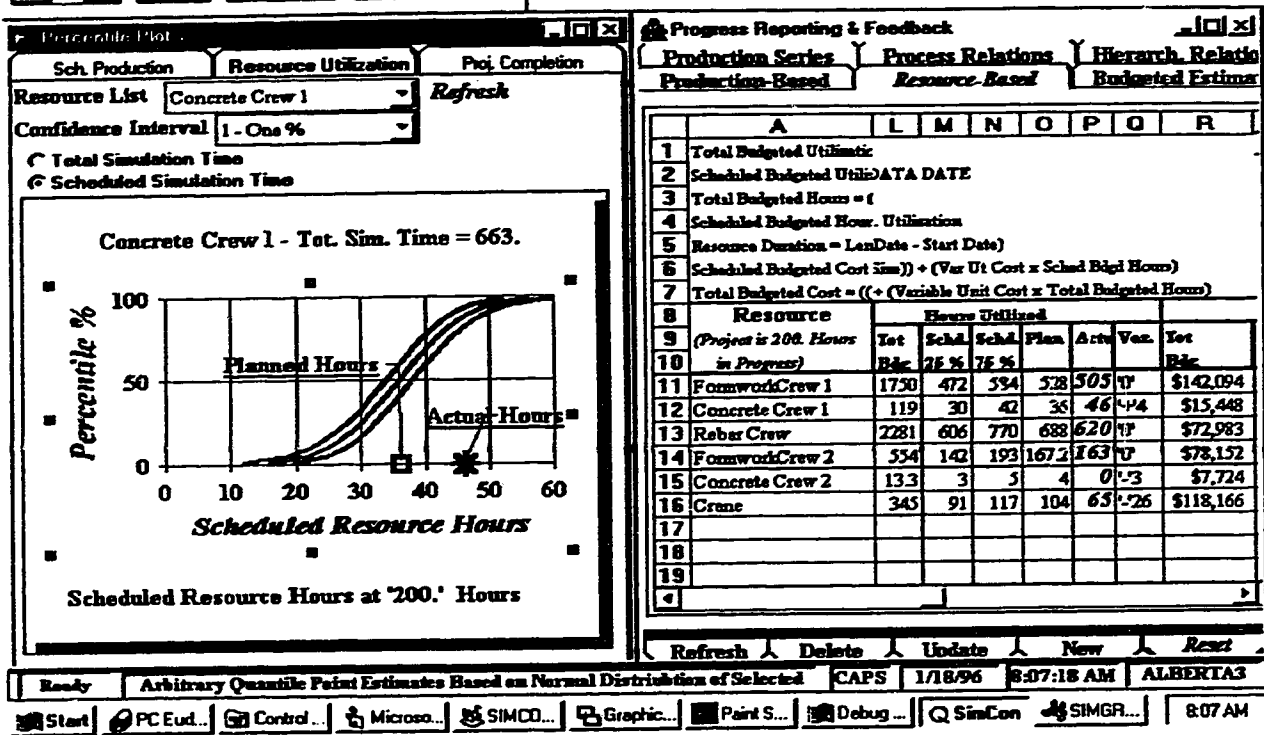 Percentile Plot
Sch. Production Resource Utilization Proj. Completion
Resource List Concrete Crew 1 Refresh
Confidence Interval 1 - One %
Total Simulation Time
Scheduled Simulation Time
Concrete Crew 1 - Tot. Sim. Time = 663.
Percentile %
100
50
0
Planned Hours
Actual Hours
0 10 20 30 40 50 60
Scheduled Resource Hours
Scheduled Resource Hours at '200.' Hours
Progress Reporting & Feedback
Production Series Process Relations Hierarch. Relatio
Production-Based Resource-Based Budgeted Estimat
A L M N O P Q R
1 Total Budgeted Utilizatic
2 Scheduled Budgeted Utili DATA DATE
3 Total Budgeted Hours = (
4 Scheduled Budgeted Hour. Utilization
5 Resource Duration = LenDate - Start Date)
6 Scheduled Budgeted Cost Time)) + (Var Ut Cost x Sched Bdgd Hours)
7 Total Budgeted Cost = ((+ (Variable Unit Cost x Total Budgeted Hours)
8 Resource Hours Utilized
9 (Project is 200. Hours Tot Schd. Schd. Plan Actu Var. Tot
10 in Progress) Bdg. 25 % 75 % Bdg.
11 FormworkCrew 1 1750 472 584 528 505 $142,094
12 Concrete Crew 1 119 30 42 36 46 $15,448
13 Rebar Crew 2281 606 770 688 620 $72,983
14 FormworkCrew 2 554 142 193 167.2 163 $78,152
15 Concrete Crew 2 13.3 3 5 4 0 $7,724
16 Crane 345 91 117 104 65 $118,166
17
18
19
Refresh Delete Update New Reset
Ready Arbitrary Quantile Point Estimates Based on Normal Distribution of Selected CAPS 1/18/96 8:07:18 AM ALBERTA3
Start PC Eud... Control ... Microso... SIMCO... Graphic... Paint S... Debug ... SimCon SIMGR... 8:07 AM